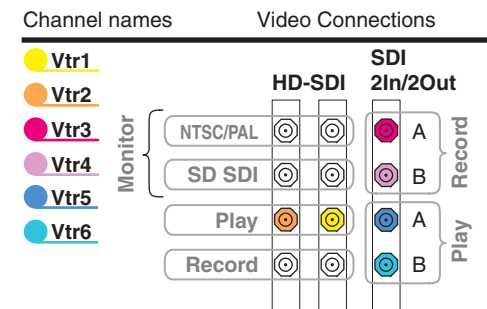 Channel names
Video Connections
Vtr1
Vtr2
Vtr3
Vtr4
Vtr5
Vtr6
HD-SDI
SDI
2In/2Out
Monitor
NTSC/PAL
SD SDI
Play
Record
A
B
Record
A
B
Play